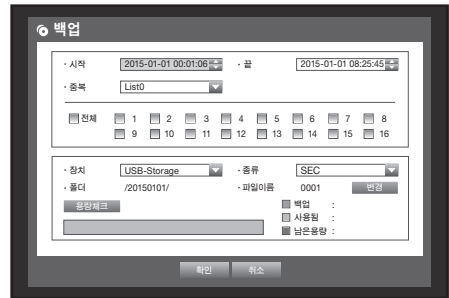 백업
· 시작 2015-01-01 00:01:06 · 끝 2015-01-01 08:25:45
· 중복 List0
전체 1 2 3 4 5 6 7 8
9 10 11 12 13 14 15 16
· 장치 USB-Storage · 종류 SEC
· 폴더 /20150101/ · 파일이름 0001 변경
용량체크 백업 :
사용됨 :
남은용량 :
확인 취소